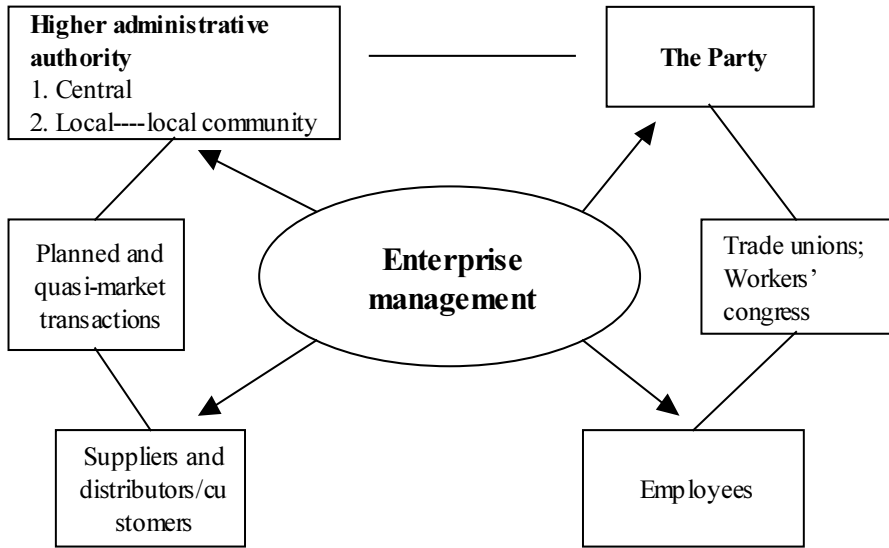 Higher administrative
authority
1. Central
2. Local----local community
The Party
Planned and
quasi-market
transactions
Enterprise
management
Trade unions;
Workers’
congress
Suppliers and
distributors/cu
stomers
Employees